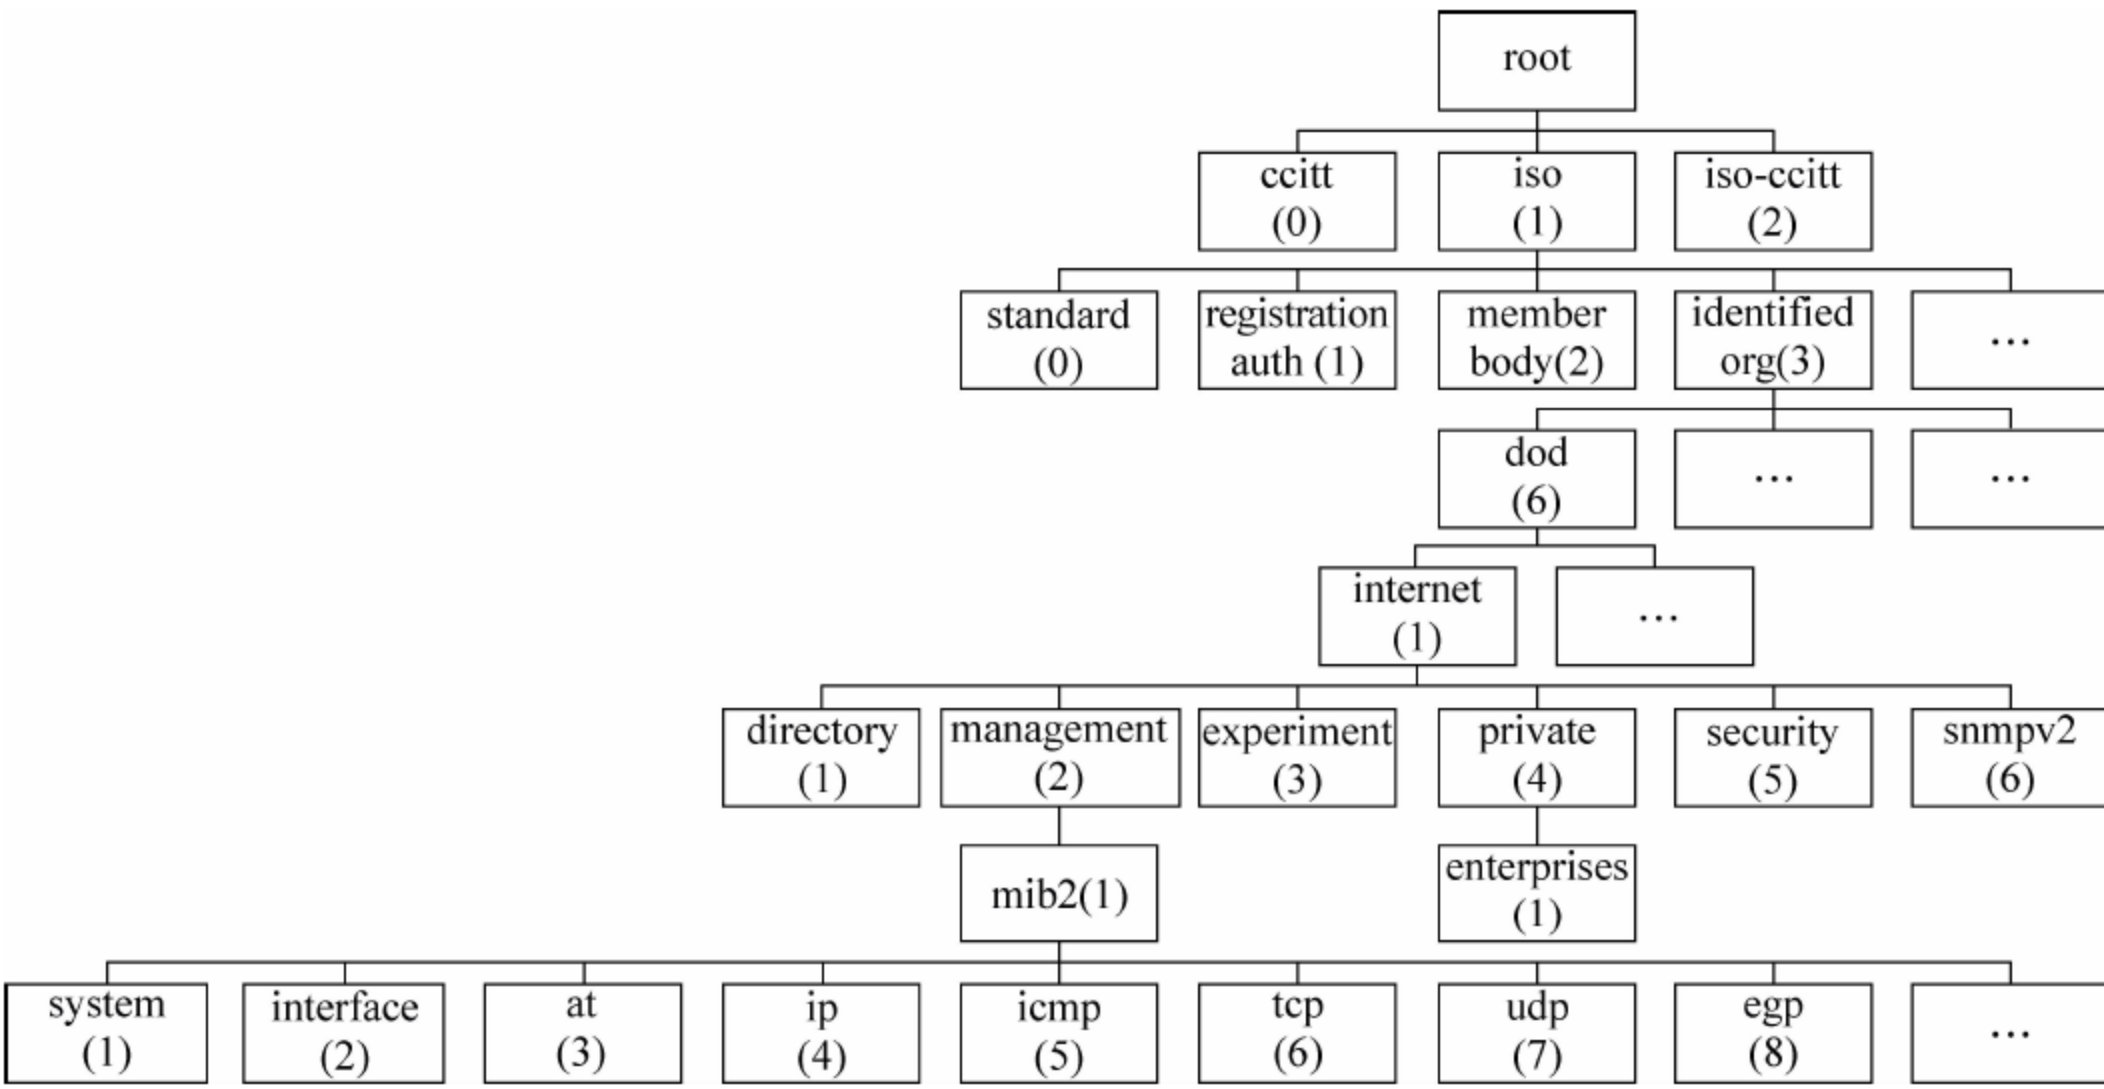 root
ccitt
(0)
iso
(1)
iso-ccitt
(2)
standard
(0)
registration
auth (1)
member
body(2)
identified
org(3)
...
dod
(6)
...
...
internet
(1)
...
directory
(1)
management
(2)
experiment
(3)
private
(4)
security
(5)
snmpv2
(6)
mib2(1)
enterprises
(1)
system
(1)
interface
(2)
at
(3)
ip
(4)
icmp
(5)
tcp
(6)
udp
(7)
egp
(8)
...